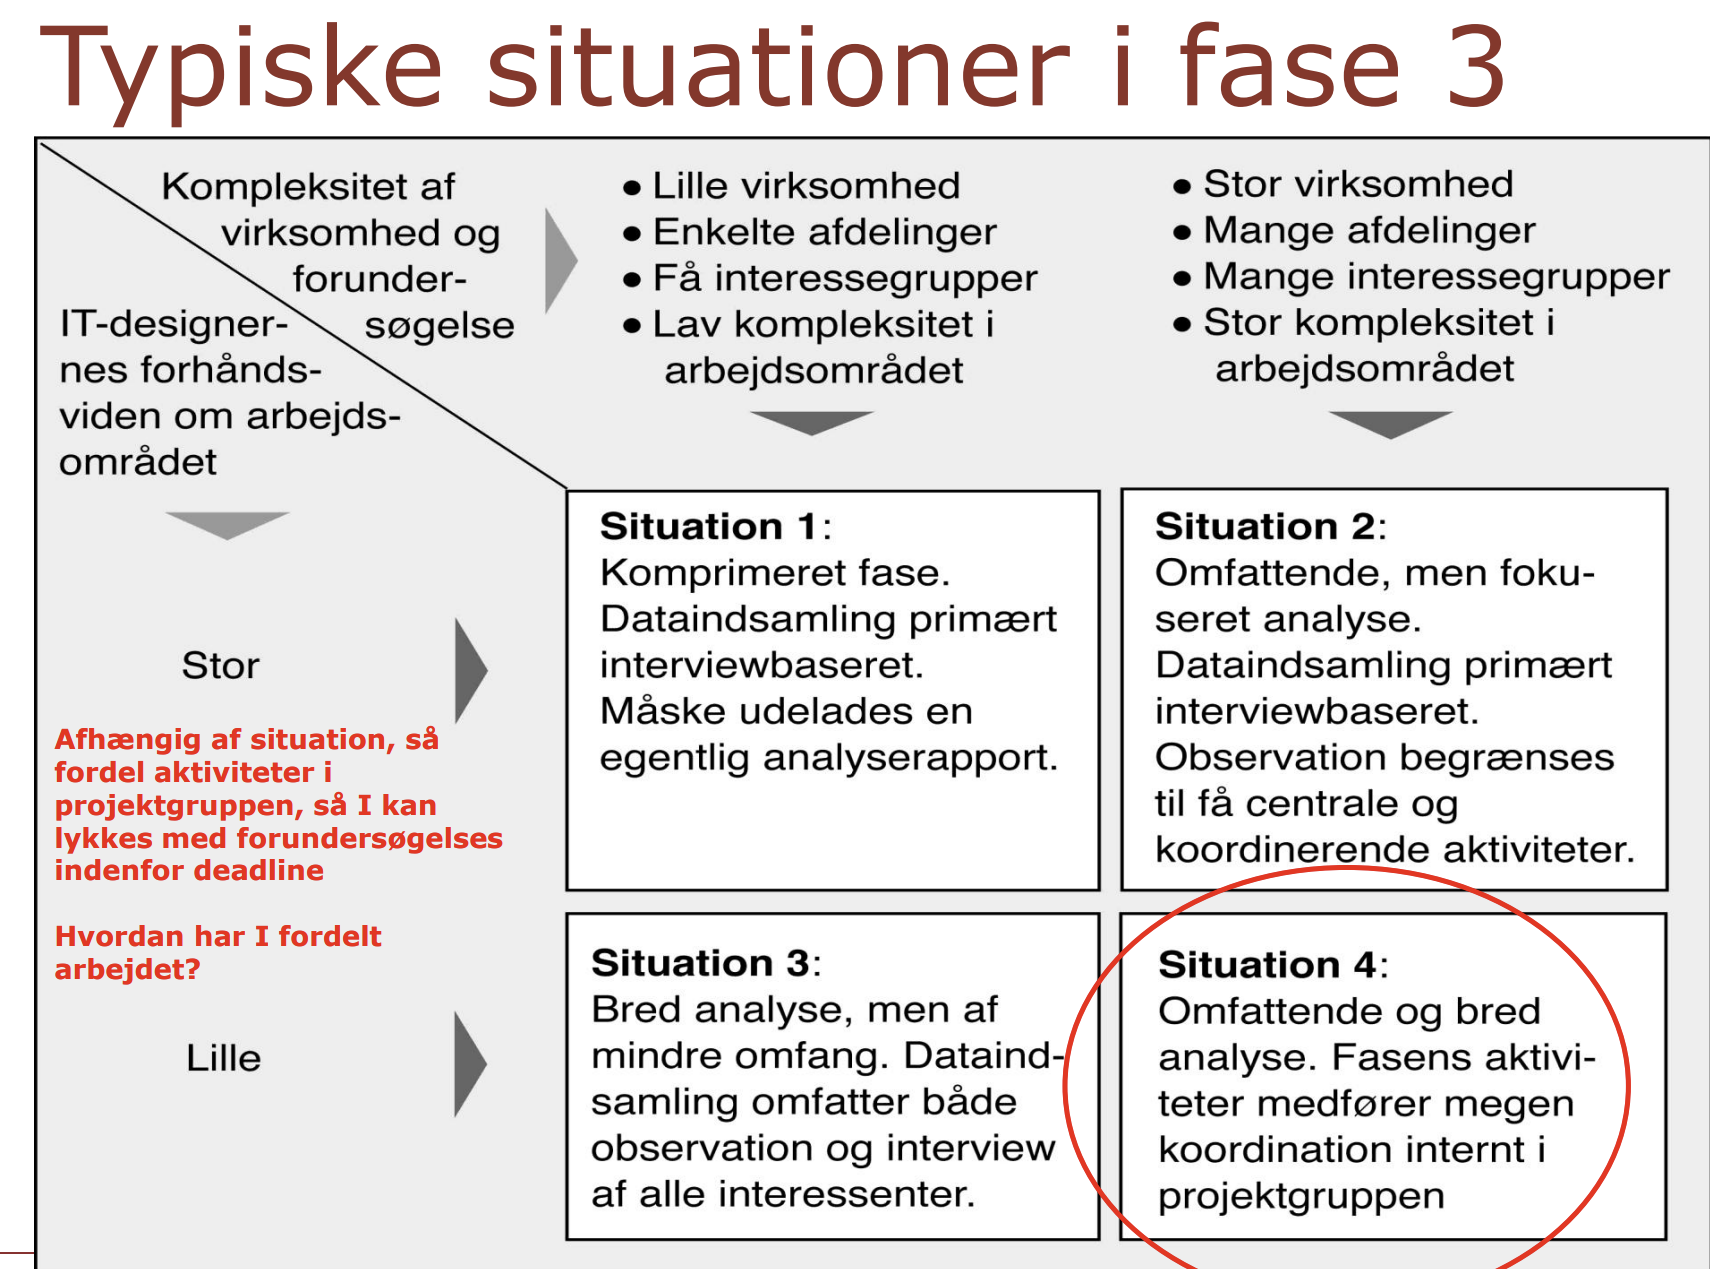 Typiske situationer i fase 3
Kompleksitet af
virksomhed og
forunder-
søgelse
IT-designer-
nes forhånds-
viden om arbejds-
området
• Lille virksomhed
• Enkelte afdelinger
• Få interessegrupper
• Lav kompleksitet i
arbejdsområdet
• Stor virksomhed
• Mange afdelinger
• Mange interessegrupper
• Stor kompleksitet i
arbejdsområdet
Stor
Situation 1:
Komprimeret fase.
Dataindsamling primært
interviewbaseret.
Måske udelades en
egentlig analyserapport.
Situation 2:
Omfattende, men foku-
seret analyse.
Dataindsamling primært
interviewbaseret.
Observation begrænses
til få centrale og
koordinerende aktiviteter.
Afhængig af situation, så
fordel aktiviteter i
projektgruppen, så I kan
lykkes med forundersøgelses
indenfor deadline
Hvordan har I fordelt
arbejdet?
Lille
Situation 3:
Bred analyse, men af
mindre omfang. Dataind-
samling omfatter både
observation og interview
af alle interessenter.
Situation 4:
Omfattende og bred
analyse. Fasens aktivi-
teter medfører megen
koordination internt i
projektgruppen